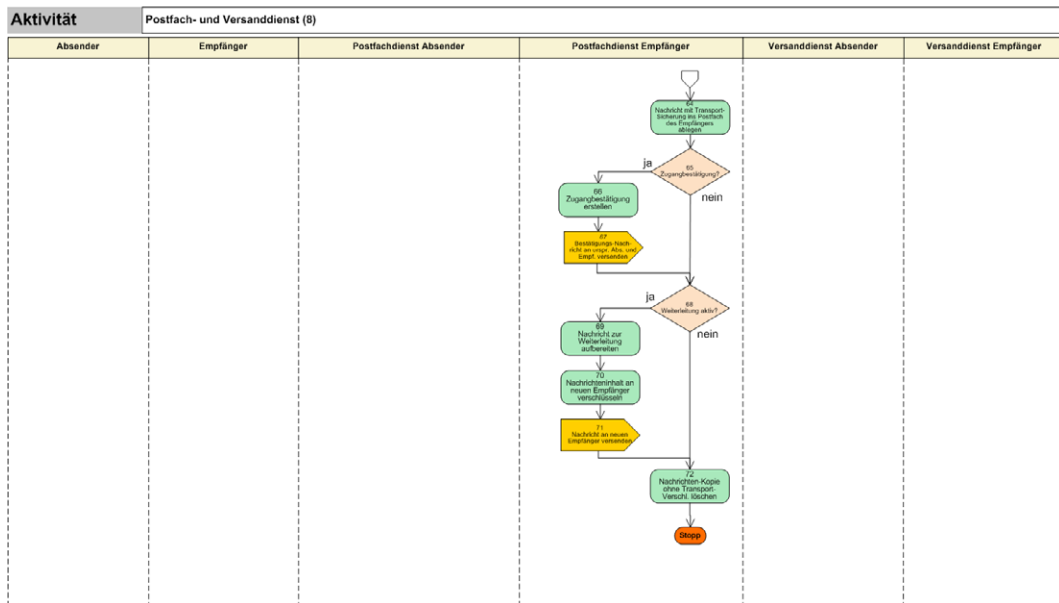 Aktivität
Postfach- und Versanddienst (8)
Absender
Empfänger
Postfachdienst Absender
Postfachdienst Empfänger
Versanddienst Absender
Versanddienst Empfänger
64
Nachricht mit Transport-
Sicherung ins Postfach
des Empfängers
ablegen
ja
65
Zugangbestätigung?
nein
66
Zugangbestätigung
erstellen
67
Bestätigungs-Nach-
richt an urspr. Abs. und
Empf. versenden
ja
68
Weiterleitung aktiv?
nein
69
Nachricht zur
Weiterleitung
aufbereiten
70
Nachrichteninhalt an
neuen Empfänger
verschlüsseln
71
Nachricht an neuen
Empfänger versenden
72
Nachrichten-Kopie
ohne Transport-
Verschl. löschen
Stopp